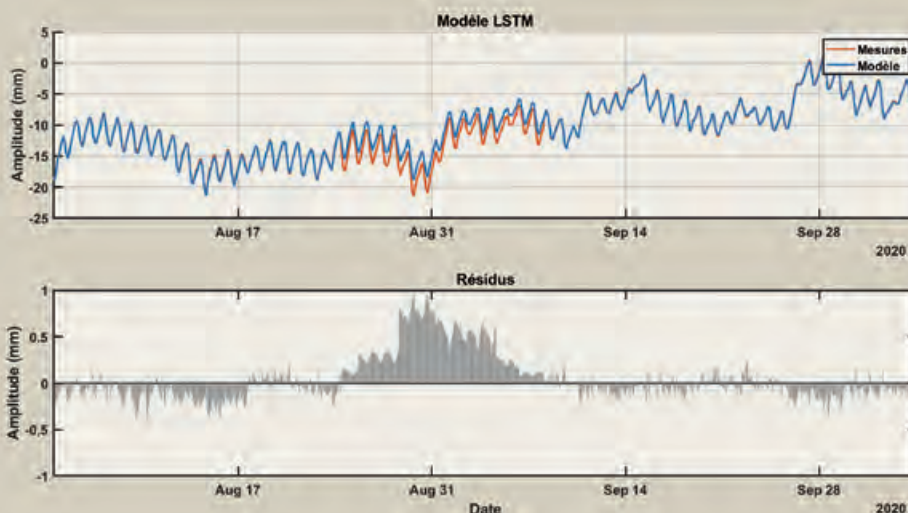 Modèle LSTM
Mesures
Modèle
Amplitude (mm)
5
0
-5
-10
-15
-20
-25
Aug 17
Aug 31
Sep 14
Sep 28
2020
Résidus
Amplitude (mm)
1
0.5
0
-0.5
-1
Aug 17
Aug 31
Sep 14
Sep 28
Date
2020